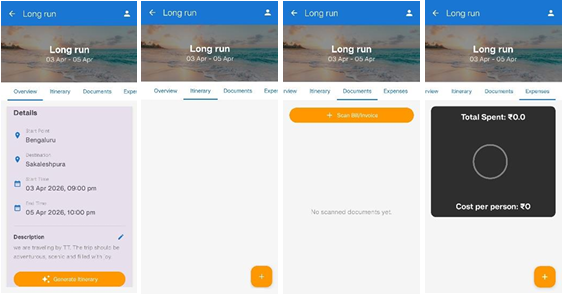 Long run
Long run
03 Apr - 05 Apr
Overview Itinerary Documents Expe
Details
Start Point
Bengaluru
Destination
Sakaleshpura
Start Time
03 Apr 2026, 09:00 pm
End Time
05 Apr 2026, 10:00 pm
Description
we are traveling by TT. The trip should be
adventurous, scenic and filled with joy
Generate Itinerary
Long run
Long run
03 Apr - 05 Apr
Overview Itinerary Documents Expe
+
Long run
Long run
03 Apr - 05 Apr
rview Itinerary Documents Expenses
+ Scan Bill/Invoice
No scanned documents yet.
Long run
Long run
03 Apr - 05 Apr
rview Itinerary Documents Expenses
Total Spent: ₹0.0
Cost per person: ₹0
+